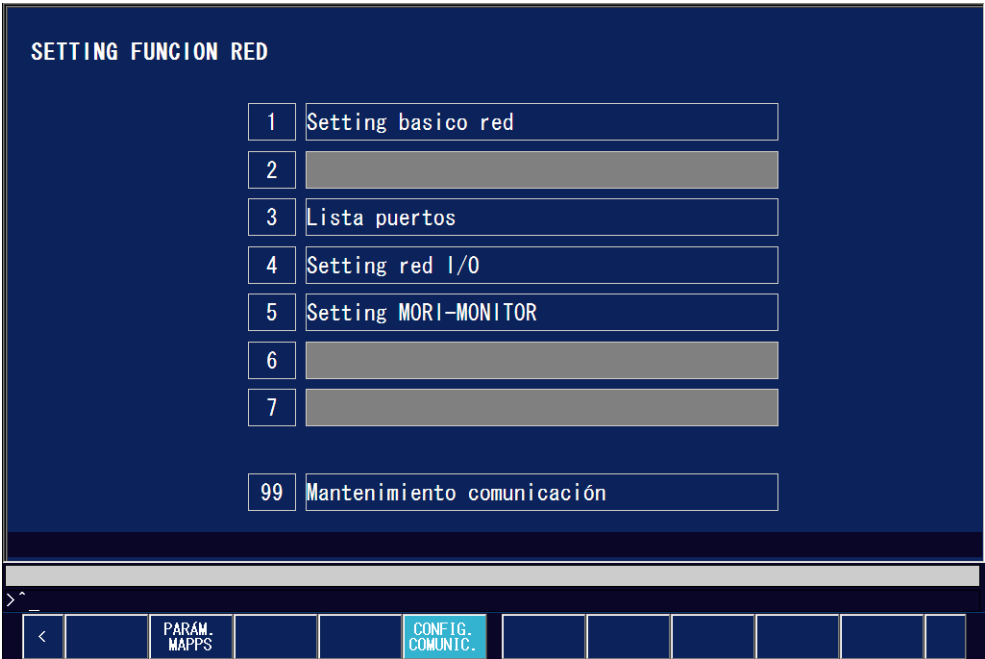 SETTING FUNCION RED
1 Setting basico red
2
3 Lista puertos
4 Setting red I/O
5 Setting MORI-MONITOR
6
7
99 Mantenimiento comunicación
>^_
< PARÁM. CONFIG.
MAPPS COMUNIC.